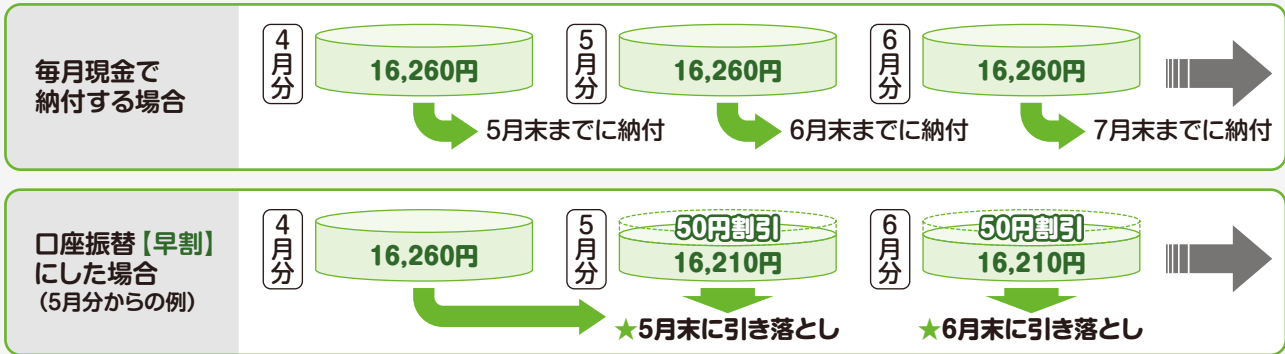 毎月現金で
納付する場合
4月分
16,260円
5月末までに納付
5月分
16,260円
6月末までに納付
6月分
16,260円
7月末までに納付
口座振替【早割】
にした場合
（5月分からの例）
4月分
16,260円
5月分
50円割引
16,210円
★5月末に引き落とし
6月分
50円割引
16,210円
★6月末に引き落とし